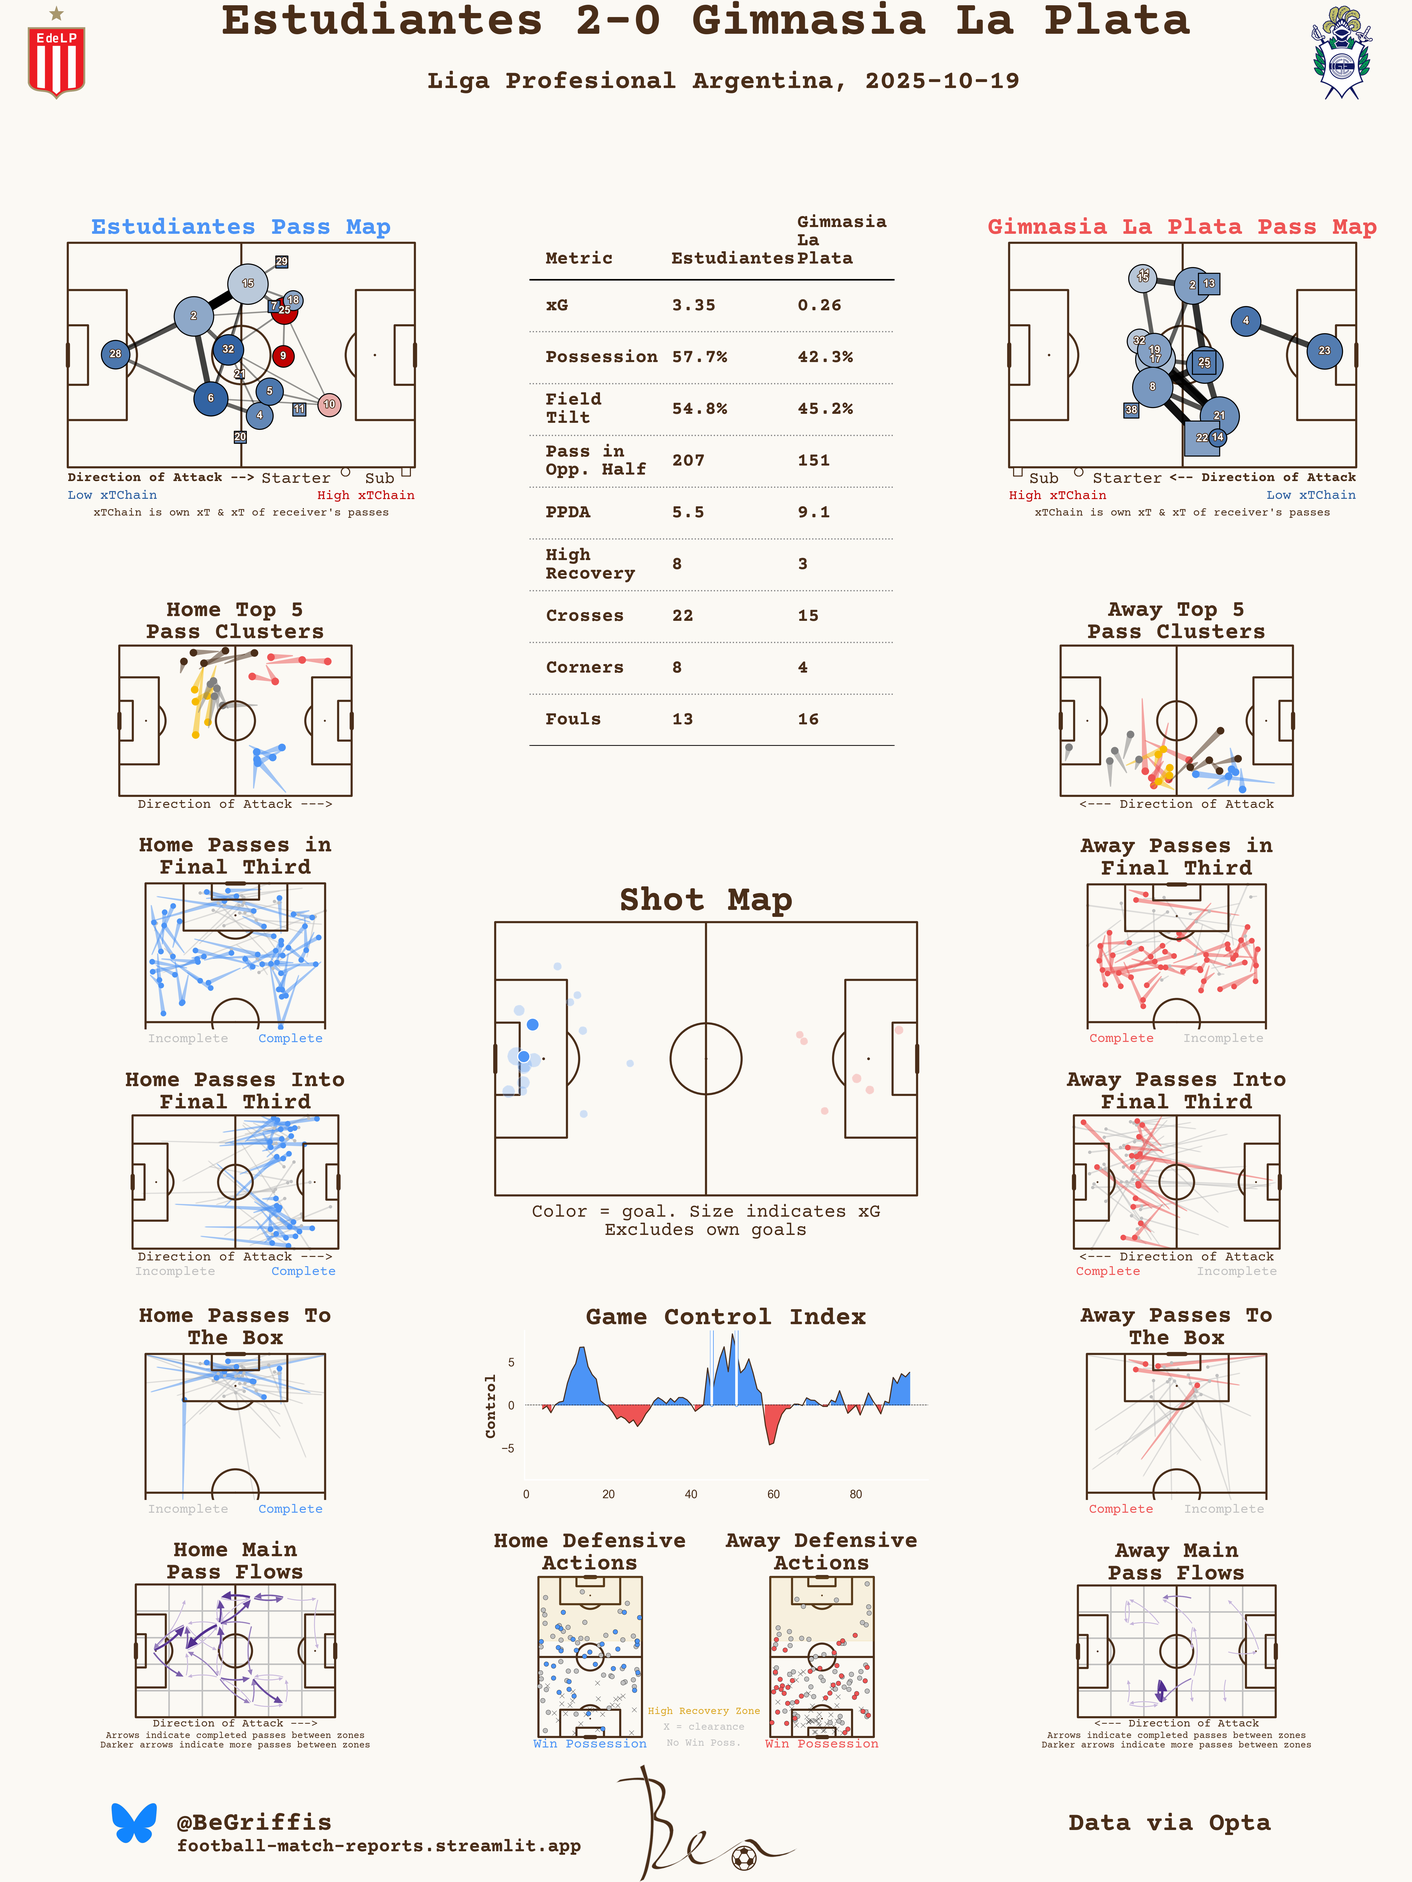 Estudiantes 2-0 Gimnasia La Plata
Liga Profesional Argentina, 2025-10-19
EdeLP
Estudiantes Pass Map
29
15
7
18
25
2
28
32
9
21
5
6
10
11
4
20
Direction of Attack --> Starter Sub
Low xTChain High xTChain
xTChain is own xT & xT of receiver's passes
Metric Estudiantes Gimnasia La Plata
xG 3.35 0.26
Possession 57.7% 42.3%
Field Tilt 54.8% 45.2%
Pass in Opp. Half 207 151
PPDA 5.5 9.1
High Recovery 8 3
Crosses 22 15
Corners 8 4
Fouls 13 16
Gimnasia La Plata Pass Map
15
2
13
4
32
19
17
25
23
8
38
21
22
14
Sub Starter <-- Direction of Attack
High xTChain Low xTChain
xTChain is own xT & xT of receiver's passes
Home Top 5
Pass Clusters
Direction of Attack --->
Away Top 5
Pass Clusters
<--- Direction of Attack
Home Passes in
Final Third
Incomplete Complete
Away Passes in
Final Third
Complete Incomplete
Shot Map
Color = goal. Size indicates xG
Excludes own goals
Home Passes Into
Final Third
Direction of Attack --->
Incomplete Complete
Away Passes Into
Final Third
<--- Direction of Attack
Complete Incomplete
Home Passes To
The Box
Incomplete Complete
Game Control Index
Control
5
0
−5
0 20 40 60 80
Away Passes To
The Box
Complete Incomplete
Home Main
Pass Flows
Direction of Attack --->
Arrows indicate completed passes between zones
Darker arrows indicate more passes between zones
Home Defensive
Actions
Win Possession
Away Defensive
Actions
Win Possession
High Recovery Zone
X = clearance
No Win Poss.
Away Main
Pass Flows
<--- Direction of Attack
Arrows indicate completed passes between zones
Darker arrows indicate more passes between zones
@BeGriffis
football-match-reports.streamlit.app
Ben
Data via Opta